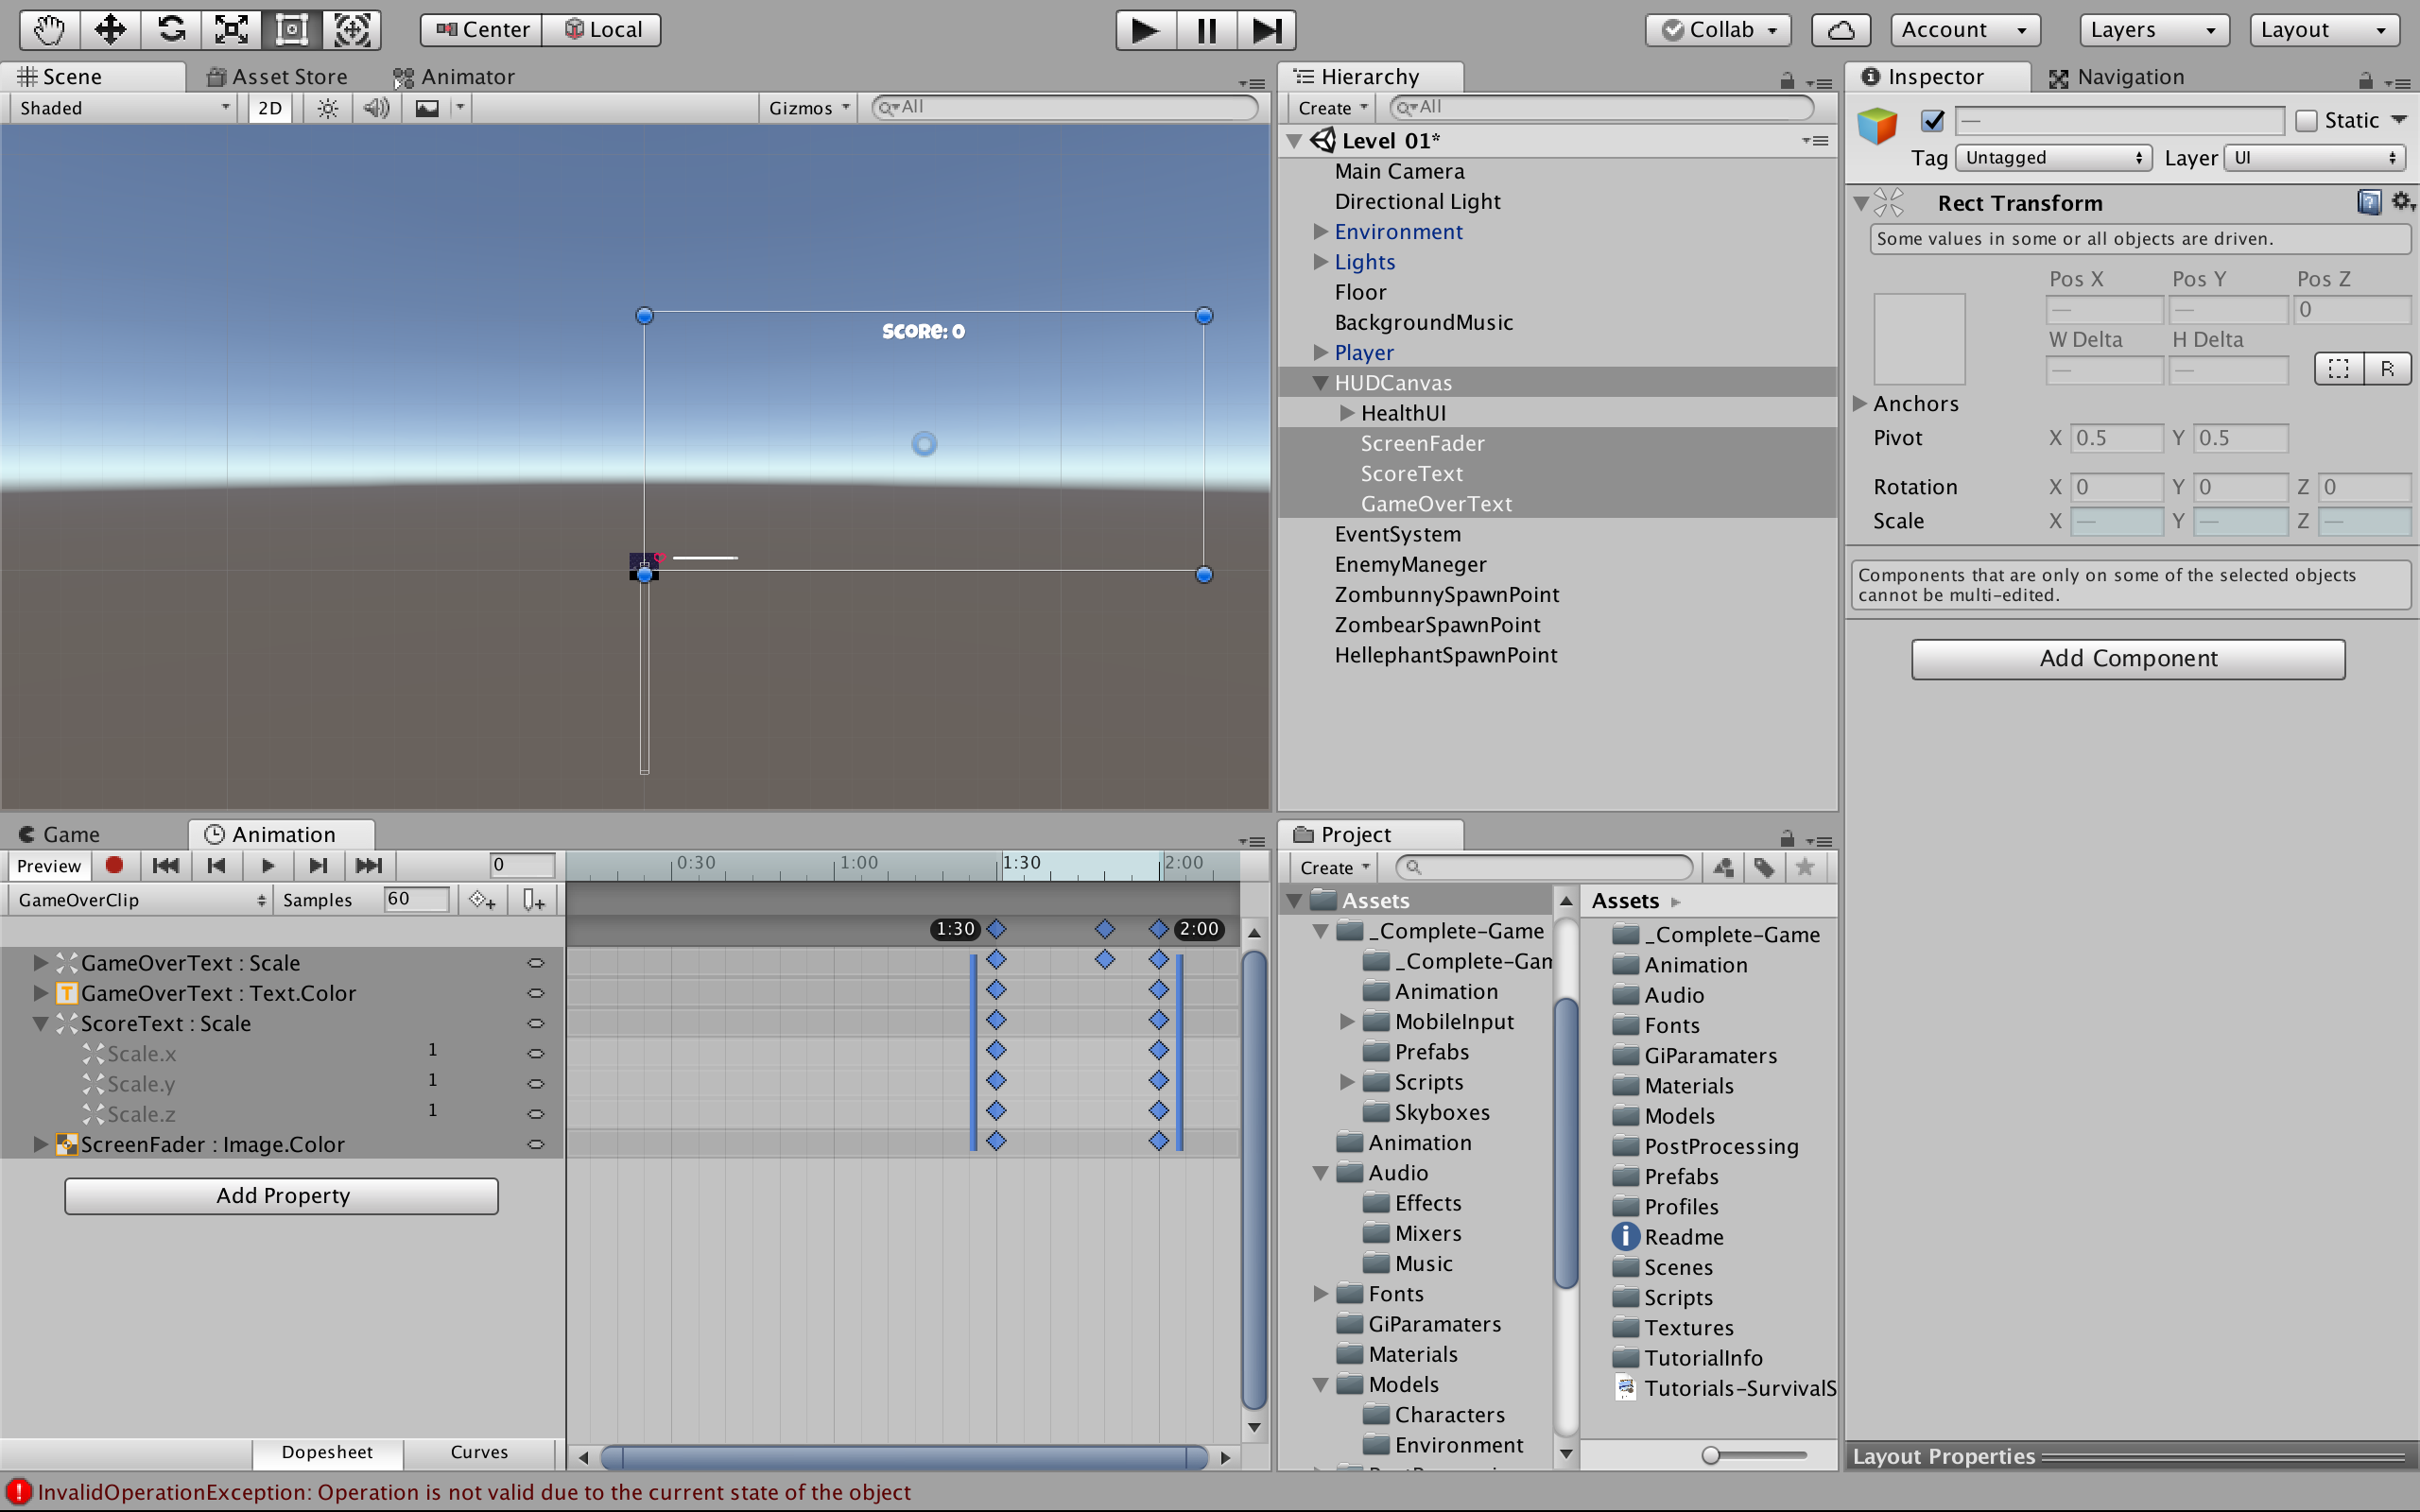 Center Local Collab Account Layers Layout
Scene Asset Store Animator
Shaded 2D Gizmos All
SCORE: 0
Hierarchy
Create All
Level 01*
Main Camera
Directional Light
Environment
Lights
Floor
BackgroundMusic
Player
HUDCanvas
HealthUI
ScreenFader
ScoreText
GameOverText
EventSystem
EnemyManeger
ZombunnySpawnPoint
ZombearSpawnPoint
HellephantSpawnPoint
Inspector Navigation
— Static
Tag Untagged Layer UI
Rect Transform
Some values in some or all objects are driven.
Pos X Pos Y Pos Z
— — 0
W Delta H Delta
— — R
Anchors
Pivot X 0.5 Y 0.5
Rotation X 0 Y 0 Z 0
Scale X — Y — Z —
Components that are only on some of the selected objects
cannot be multi-edited.
Add Component
Layout Properties
Game Animation
Preview 0 0:30 1:00 1:30 2:00
GameOverClip Samples 60
1:30 2:00
GameOverText : Scale
GameOverText : Text.Color
ScoreText : Scale
Scale.x 1
Scale.y 1
Scale.z 1
ScreenFader : Image.Color
Add Property
Dopesheet Curves
Project
Create
Assets
_Complete-Game
_Complete-Gam
Animation
MobileInput
Prefabs
Scripts
Skyboxes
Animation
Audio
Effects
Mixers
Music
Fonts
GiParamaters
Materials
Models
Characters
Environment
Assets
_Complete-Game
Animation
Audio
Fonts
GiParamaters
Materials
Models
PostProcessing
Prefabs
Profiles
Readme
Scenes
Scripts
Textures
TutorialInfo
Tutorials-SurvivalS
InvalidOperationException: Operation is not valid due to the current state of the object